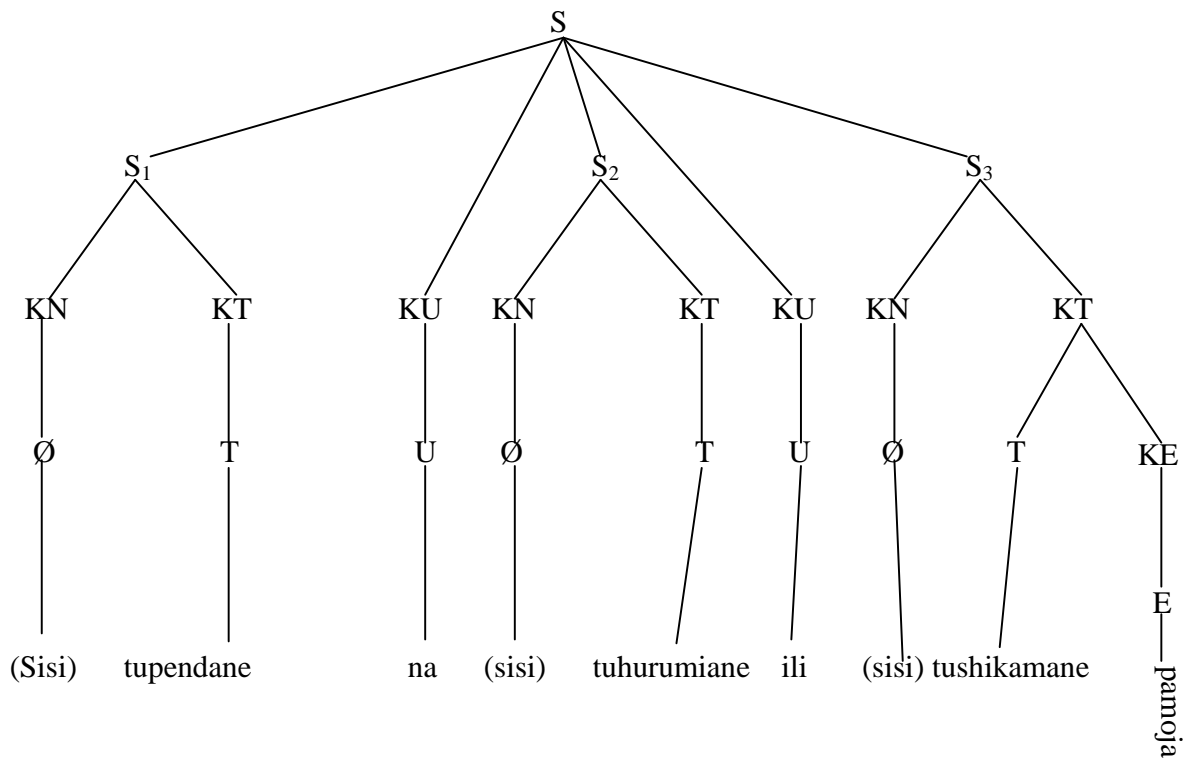 S
S₁ S₂ S₃
KN KT KU KN KT KU KN KT
Ø T U Ø T U Ø T KE
E
(Sisi) tupendane na (sisi) tuhurumiane ili (sisi) tushikamane pamoja